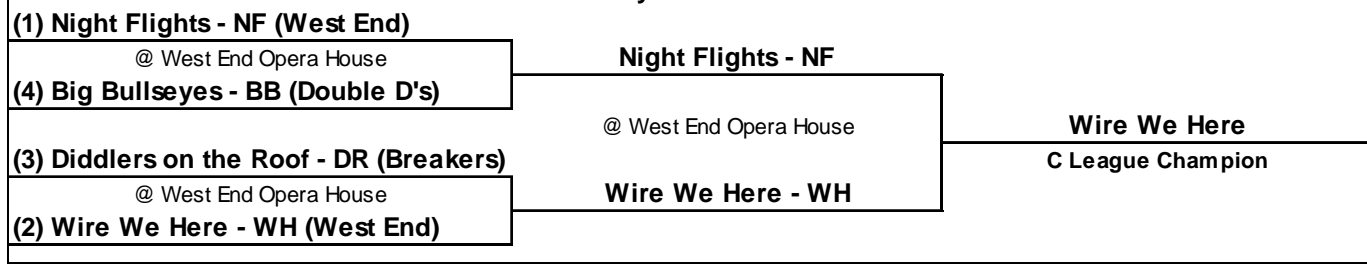 (1) Night Flights - NF (West End)
@ West End Opera House
Night Flights - NF
(4) Big Bullseyes - BB (Double D's)
@ West End Opera House
Wire We Here
(3) Diddlers on the Roof - DR (Breakers)
C League Champion
@ West End Opera House
Wire We Here - WH
(2) Wire We Here - WH (West End)